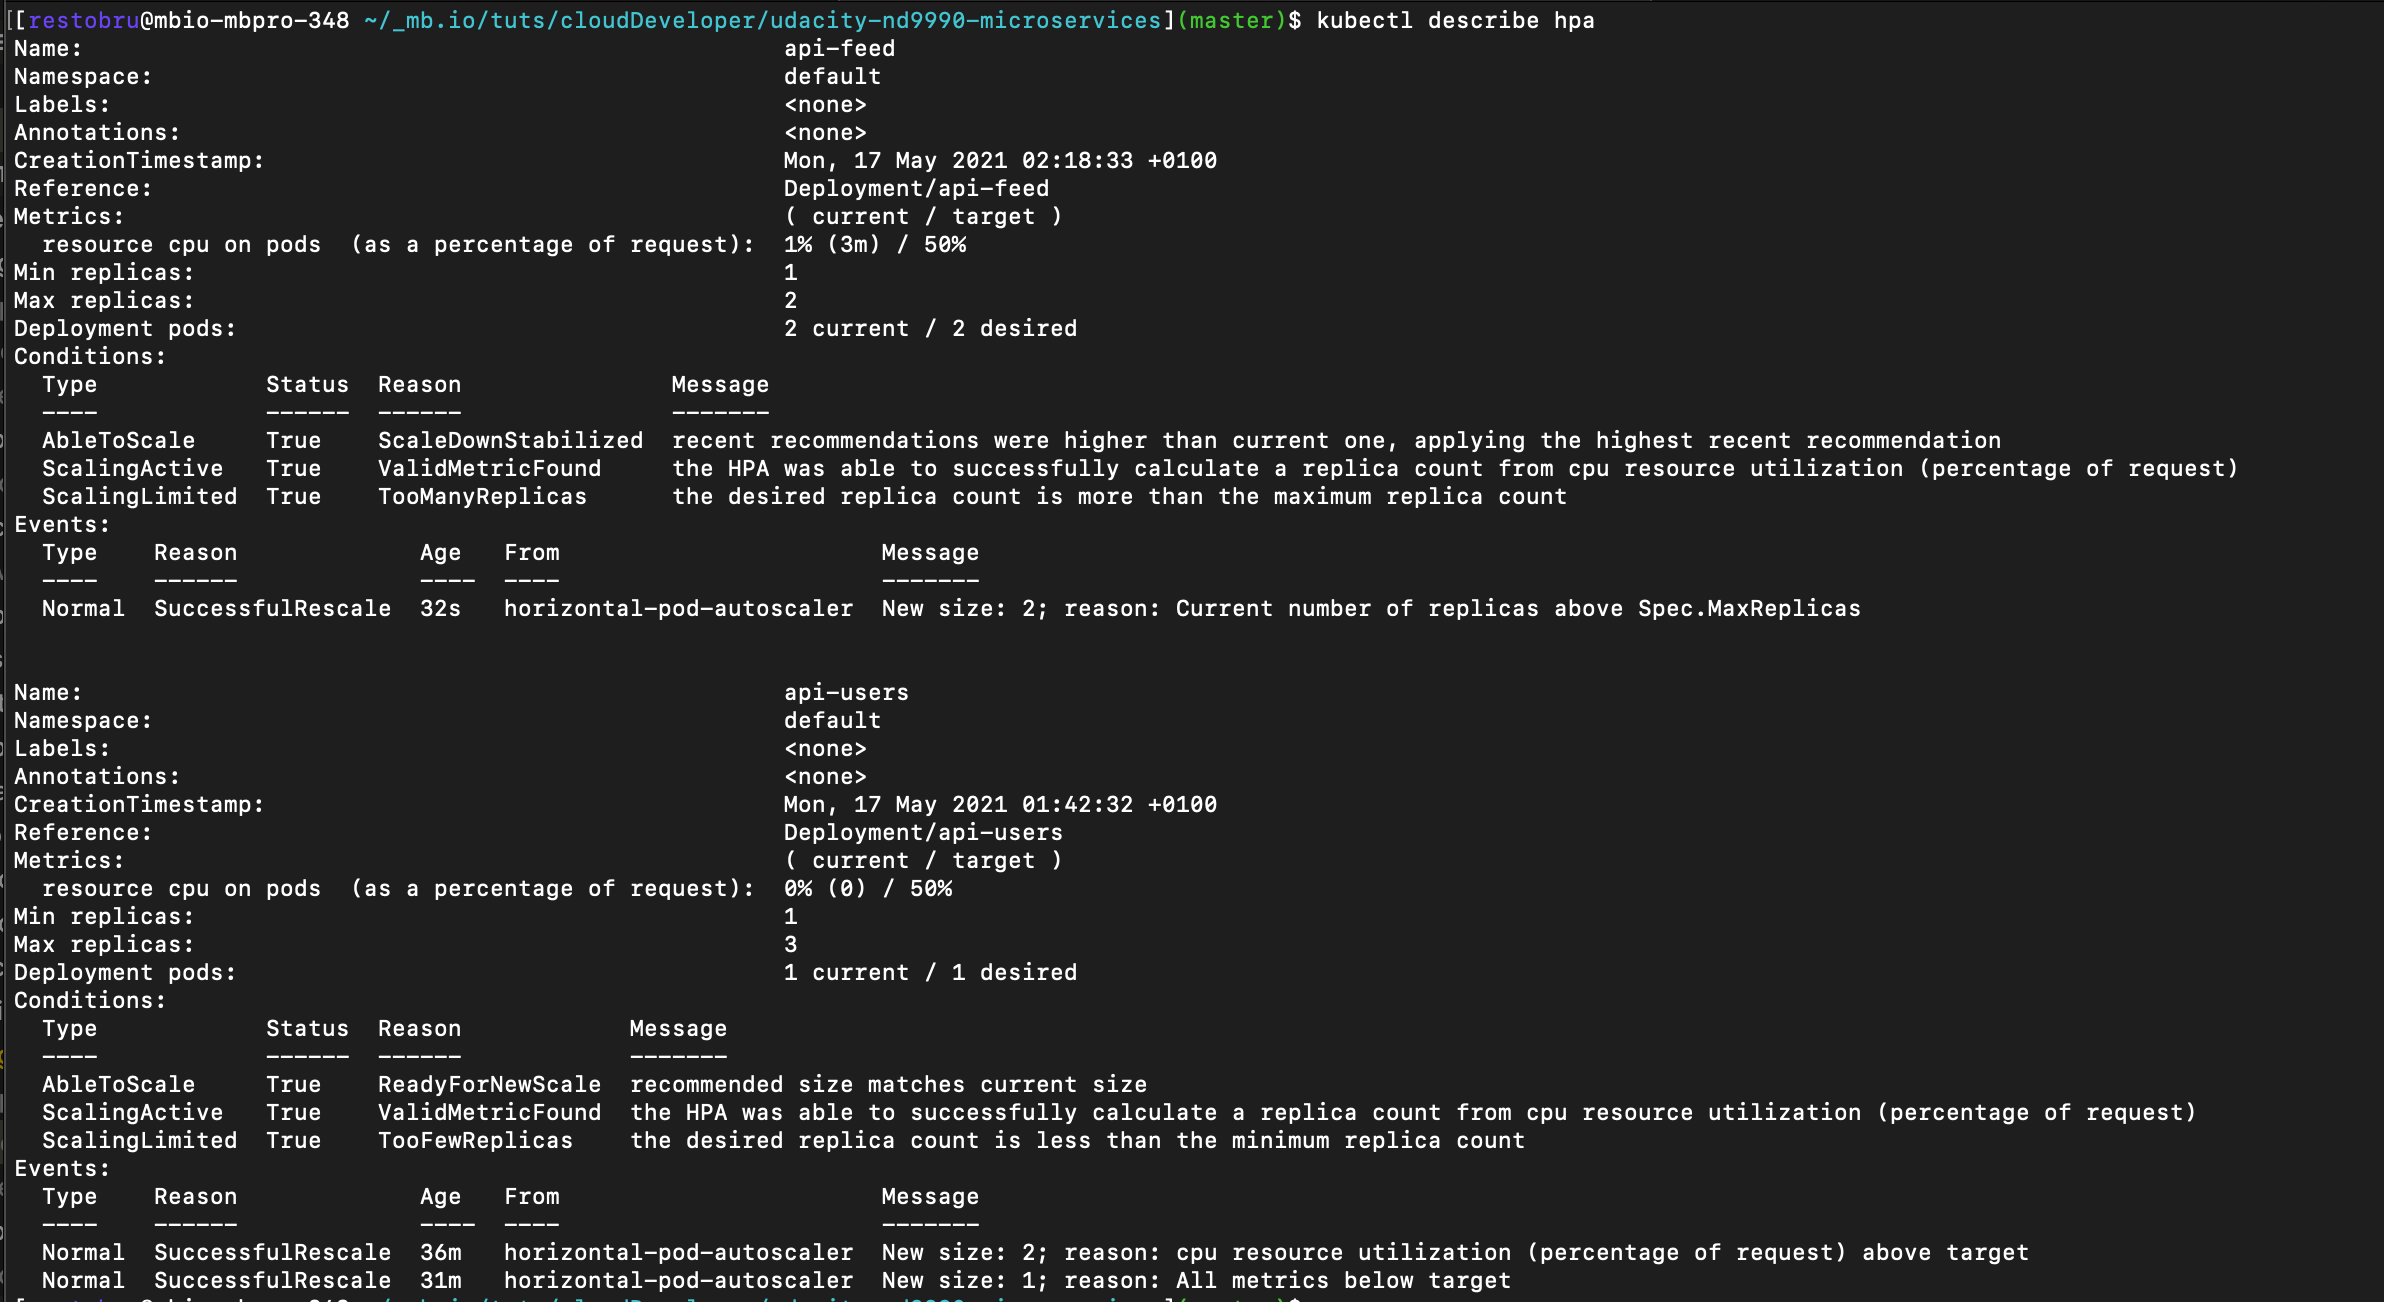 [[restobru@mbio-mbpro-348 ~/_mb.io/tuts/cloudDeveloper/udacity-nd9990-microservices](master)$ kubectl describe hpa
Name: api-feed
Namespace: default
Labels: <none>
Annotations: <none>
CreationTimestamp: Mon, 17 May 2021 02:18:33 +0100
Reference: Deployment/api-feed
Metrics: ( current / target )
resource cpu on pods (as a percentage of request): 1% (3m) / 50%
Min replicas: 1
Max replicas: 2
Deployment pods: 2 current / 2 desired
Conditions:
Type Status Reason Message
---- ------ ------ -------
AbleToScale True ScaleDownStabilized recent recommendations were higher than current one, applying the highest recent recommendation
ScalingActive True ValidMetricFound the HPA was able to successfully calculate a replica count from cpu resource utilization (percentage of request)
ScalingLimited True TooManyReplicas the desired replica count is more than the maximum replica count
Events:
Type Reason Age From Message
---- ------ ---- ---- -------
Normal SuccessfulRescale 32s horizontal-pod-autoscaler New size: 2; reason: Current number of replicas above Spec.MaxReplicas
Name: api-users
Namespace: default
Labels: <none>
Annotations: <none>
CreationTimestamp: Mon, 17 May 2021 01:42:32 +0100
Reference: Deployment/api-users
Metrics: ( current / target )
resource cpu on pods (as a percentage of request): 0% (0) / 50%
Min replicas: 1
Max replicas: 3
Deployment pods: 1 current / 1 desired
Conditions:
Type Status Reason Message
---- ------ ------ -------
AbleToScale True ReadyForNewScale recommended size matches current size
ScalingActive True ValidMetricFound the HPA was able to successfully calculate a replica count from cpu resource utilization (percentage of request)
ScalingLimited True TooFewReplicas the desired replica count is less than the minimum replica count
Events:
Type Reason Age From Message
---- ------ ---- ---- -------
Normal SuccessfulRescale 36m horizontal-pod-autoscaler New size: 2; reason: cpu resource utilization (percentage of request) above target
Normal SuccessfulRescale 31m horizontal-pod-autoscaler New size: 1; reason: All metrics below target